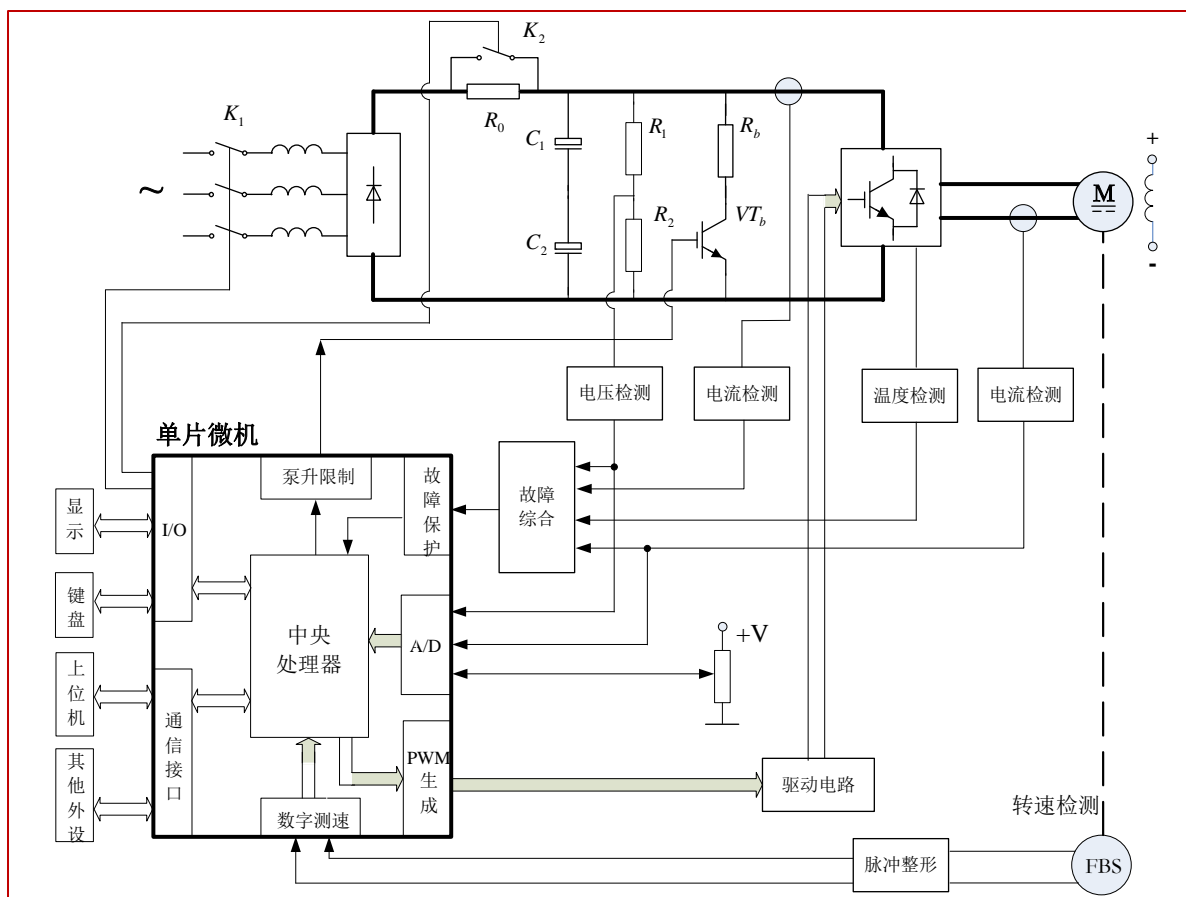 K2
K1
R0
C1
R1
Rb
+
~
M
R2
VTb
C2
-
电压检测
电流检测
温度检测
电流检测
单片微机
泵升限制
故障保护
故障
综合
显示
I/O
键盘
中央
处理器
A/D
+V
上位机
通信接口
PWM
生成
驱动电路
其他外设
数字测速
转速检测
脉冲整形
FBS